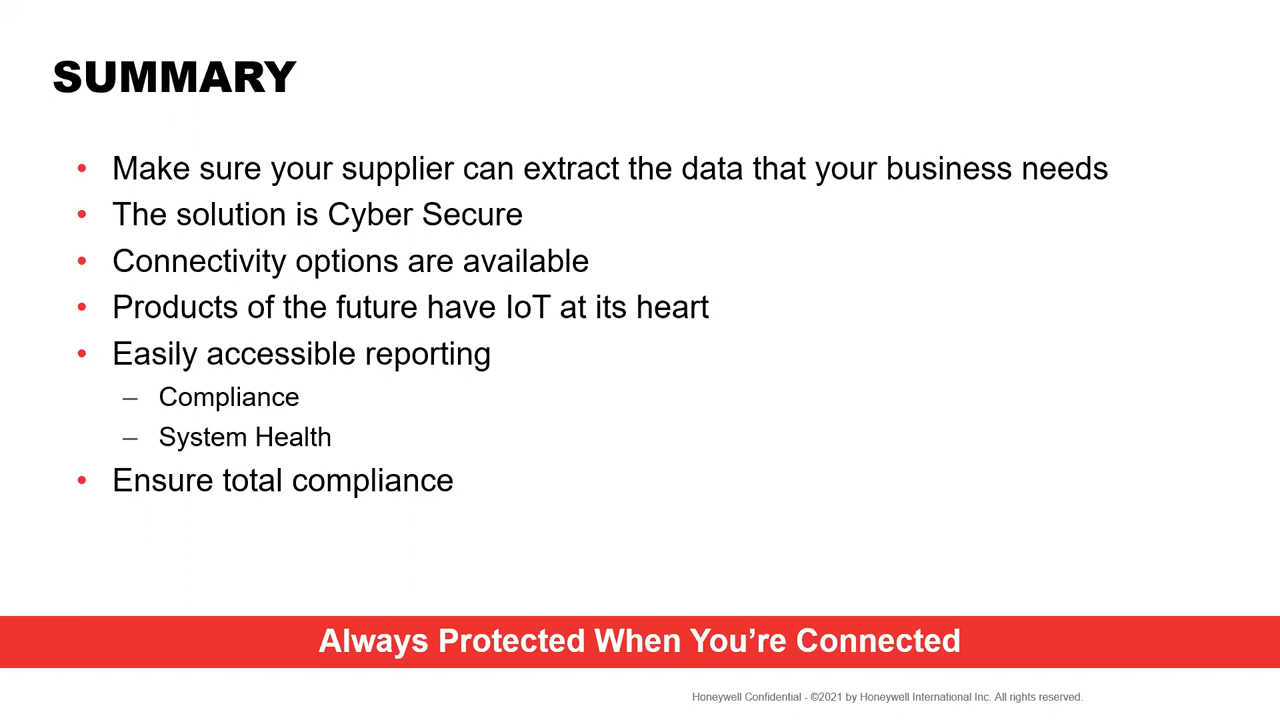 SUMMARY
• Make sure your supplier can extract the data that your business needs
• The solution is Cyber Secure
• Connectivity options are available
• Products of the future have IoT at its heart
• Easily accessible reporting
– Compliance
– System Health
• Ensure total compliance
Always Protected When You’re Connected
Honeywell Confidential - ©2021 by Honeywell International Inc. All rights reserved.